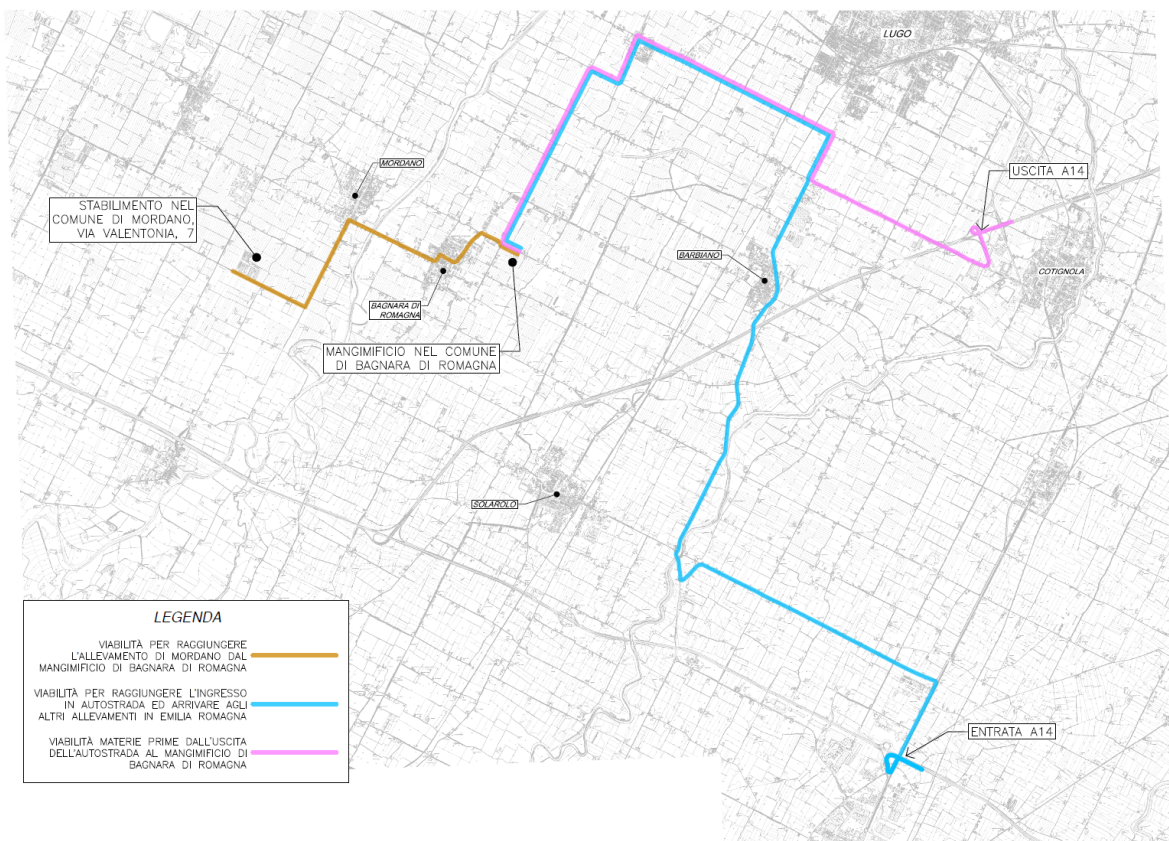 LUGO
MORDANO
USCITA A14
STABILIMENTO NEL
COMUNE DI MORDANO,
VIA VALENTONIA, 7
BARBIANO
COTIGNOLA
BAGNARA DI
ROMAGNA
MANGIMIFICIO NEL COMUNE
DI BAGNARA DI ROMAGNA
SOLAROLO
LEGENDA
VIABILITÀ PER RAGGIUNGERE
L'ALLEVAMENTO DI MORDANO DAL
MANGIMIFICIO DI BAGNARA DI ROMAGNA
VIABILITÀ PER RAGGIUNGERE L'INGRESSO
IN AUTOSTRADA ED ARRIVARE AGLI
ALTRI ALLEVAMENTI IN EMILIA ROMAGNA
VIABILITÀ MATERIE PRIME DALL'USCITA
DELL'AUTOSTRADA AL MANGIMIFICIO DI
BAGNARA DI ROMAGNA
ENTRATA A14